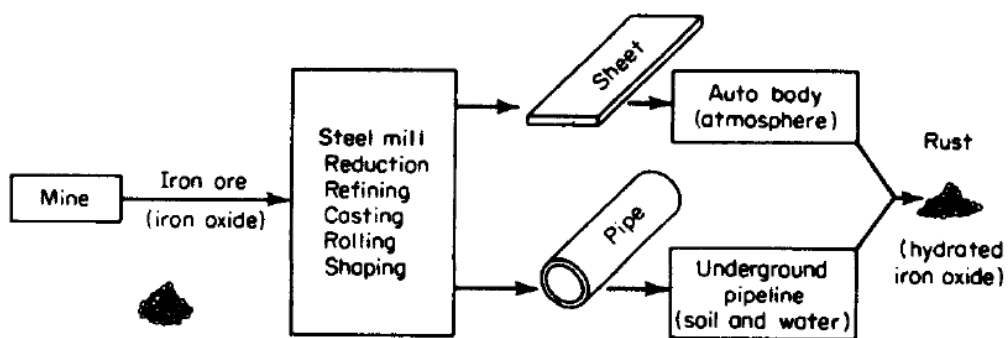 Mine
Iron ore
(iron oxide)
Steel mill
Reduction
Refining
Casting
Rolling
Shaping
Sheet
Auto body
(atmosphere)
Pipe
Underground
pipeline
(soil and water)
Rust
(hydrated
iron oxide)